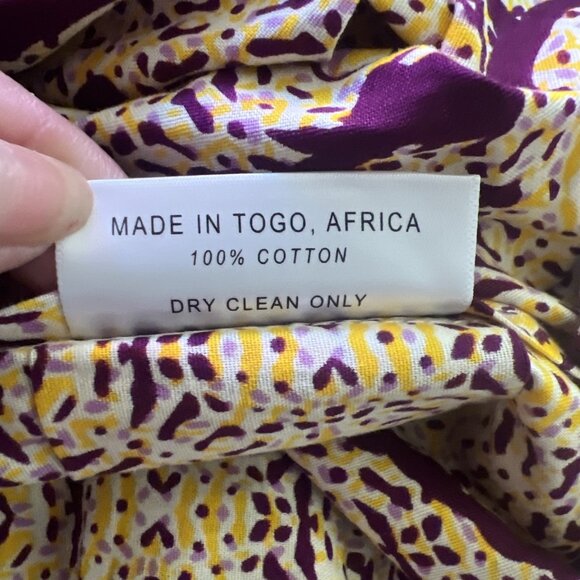 MADE IN TOGO, AFRICA
100% COTTON
DRY CLEAN ONLY